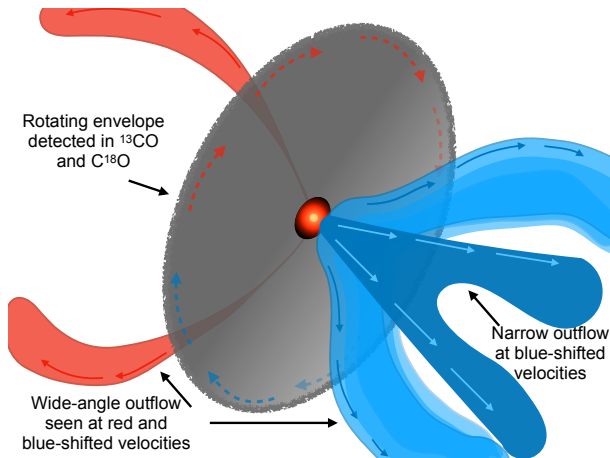 Rotating envelope
detected in ¹³CO
and C¹⁸O
Narrow outflow
at blue-shifted
velocities
Wide-angle outflow
seen at red and
blue-shifted velocities